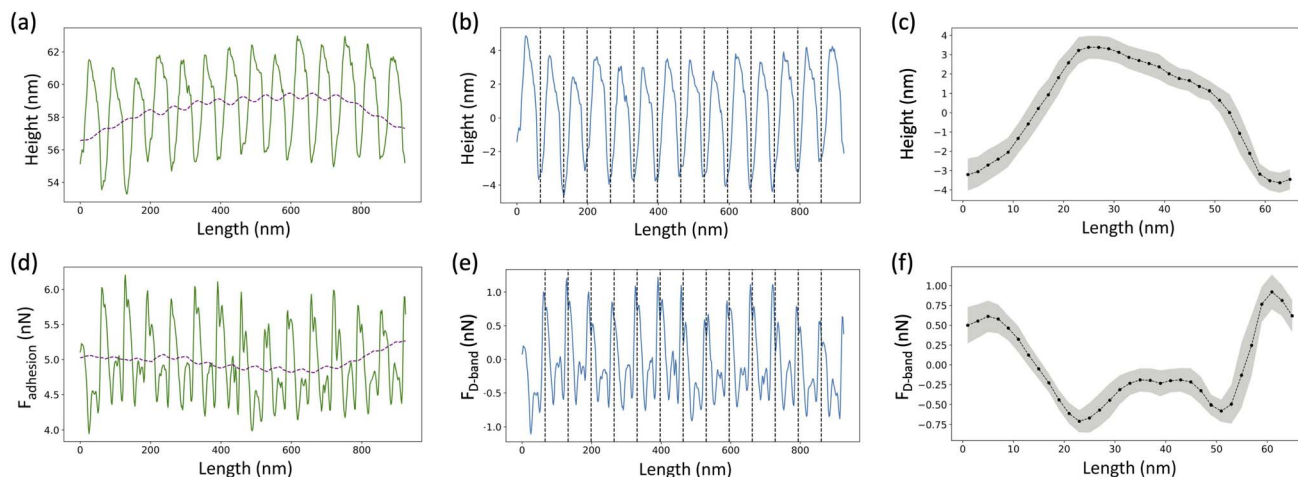 (a)
Height (nm)
62
60
58
56
54
0 200 400 600 800
Length (nm)
(b)
Height (nm)
4
2
0
−2
−4
0 200 400 600 800
Length (nm)
(c)
Height (nm)
4
3
2
1
0
−1
−2
−3
−4
0 10 20 30 40 50 60
Length (nm)
(d)
Fadhesion (nN)
6.0
5.5
5.0
4.5
4.0
0 200 400 600 800
Length (nm)
(e)
FD-band (nN)
1.0
0.5
0.0
-0.5
-1.0
0 200 400 600 800
Length (nm)
(f)
FD-band (nN)
1.00
0.75
0.50
0.25
0.00
−0.25
−0.50
−0.75
0 10 20 30 40 50 60
Length (nm)